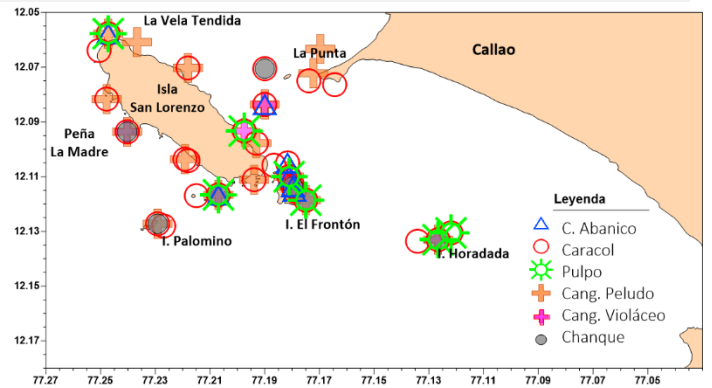 12.05
12.07
12.09
12.11
12.13
12.15
12.17
La Vela Tendida
La Punta
Callao
Isla
San Lorenzo
Peña
La Madre
I. Palomino
I. El Frontón
I. Horadada
Leyenda
C. Abanico
Caracol
Pulpo
Cang. Peludo
Cang. Violáceo
Chanque
77.27
77.25
77.23
77.21
77.19
77.17
77.15
77.13
77.11
77.09
77.07
77.05